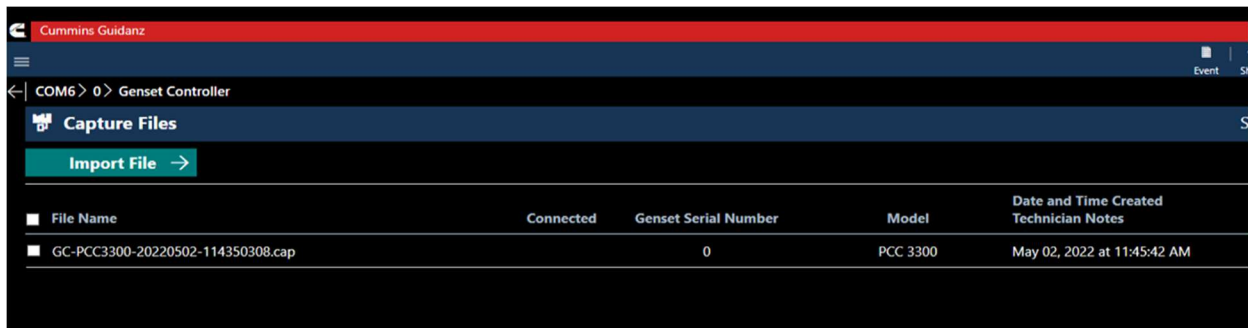 Cummins Guidanz
Event
COM6 > 0 > Genset Controller
Capture Files
Import File
File Name Connected Genset Serial Number Model Date and Time Created
Technician Notes
GC-PCC3300-20220502-114350308.cap 0 PCC 3300 May 02, 2022 at 11:45:42 AM